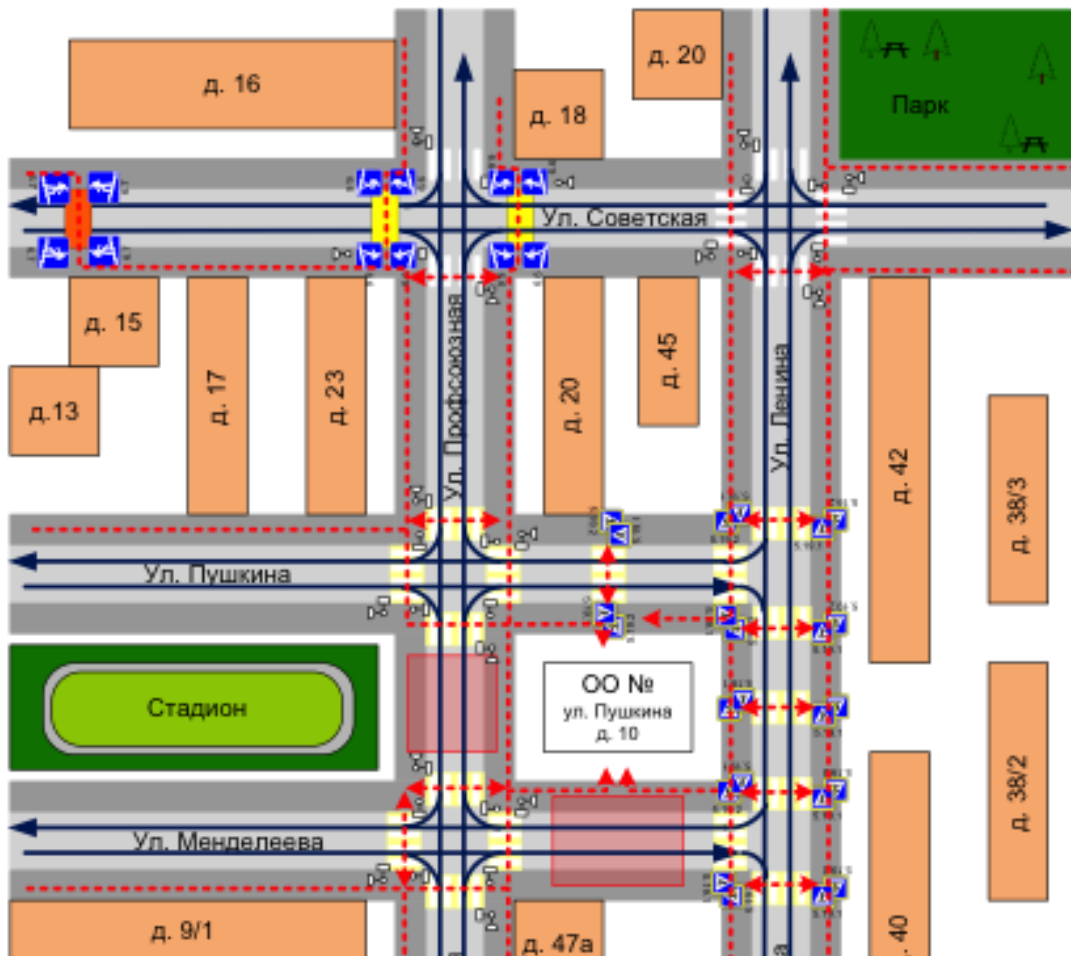 д. 20
д. 16
д. 18
Парк
Ул. Советская
д. 15
д.13
д. 17
д. 23
Ул. Профсоюзная
д. 20
д. 45
Ул. Ленина
д. 42
д. 38/3
Ул. Пушкина
Стадион
ОО №
ул. Пушкина
д. 10
д. 38/2
Ул. Менделеева
д. 9/1
д. 47а
д. 40